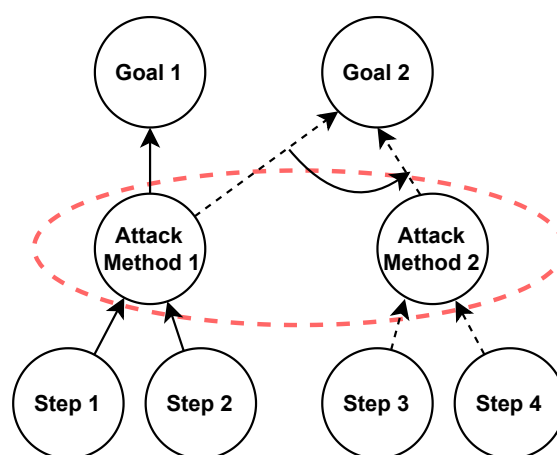 Goal 1
Goal 2
Attack
Method 1
Attack
Method 2
Step 1
Step 2
Step 3
Step 4